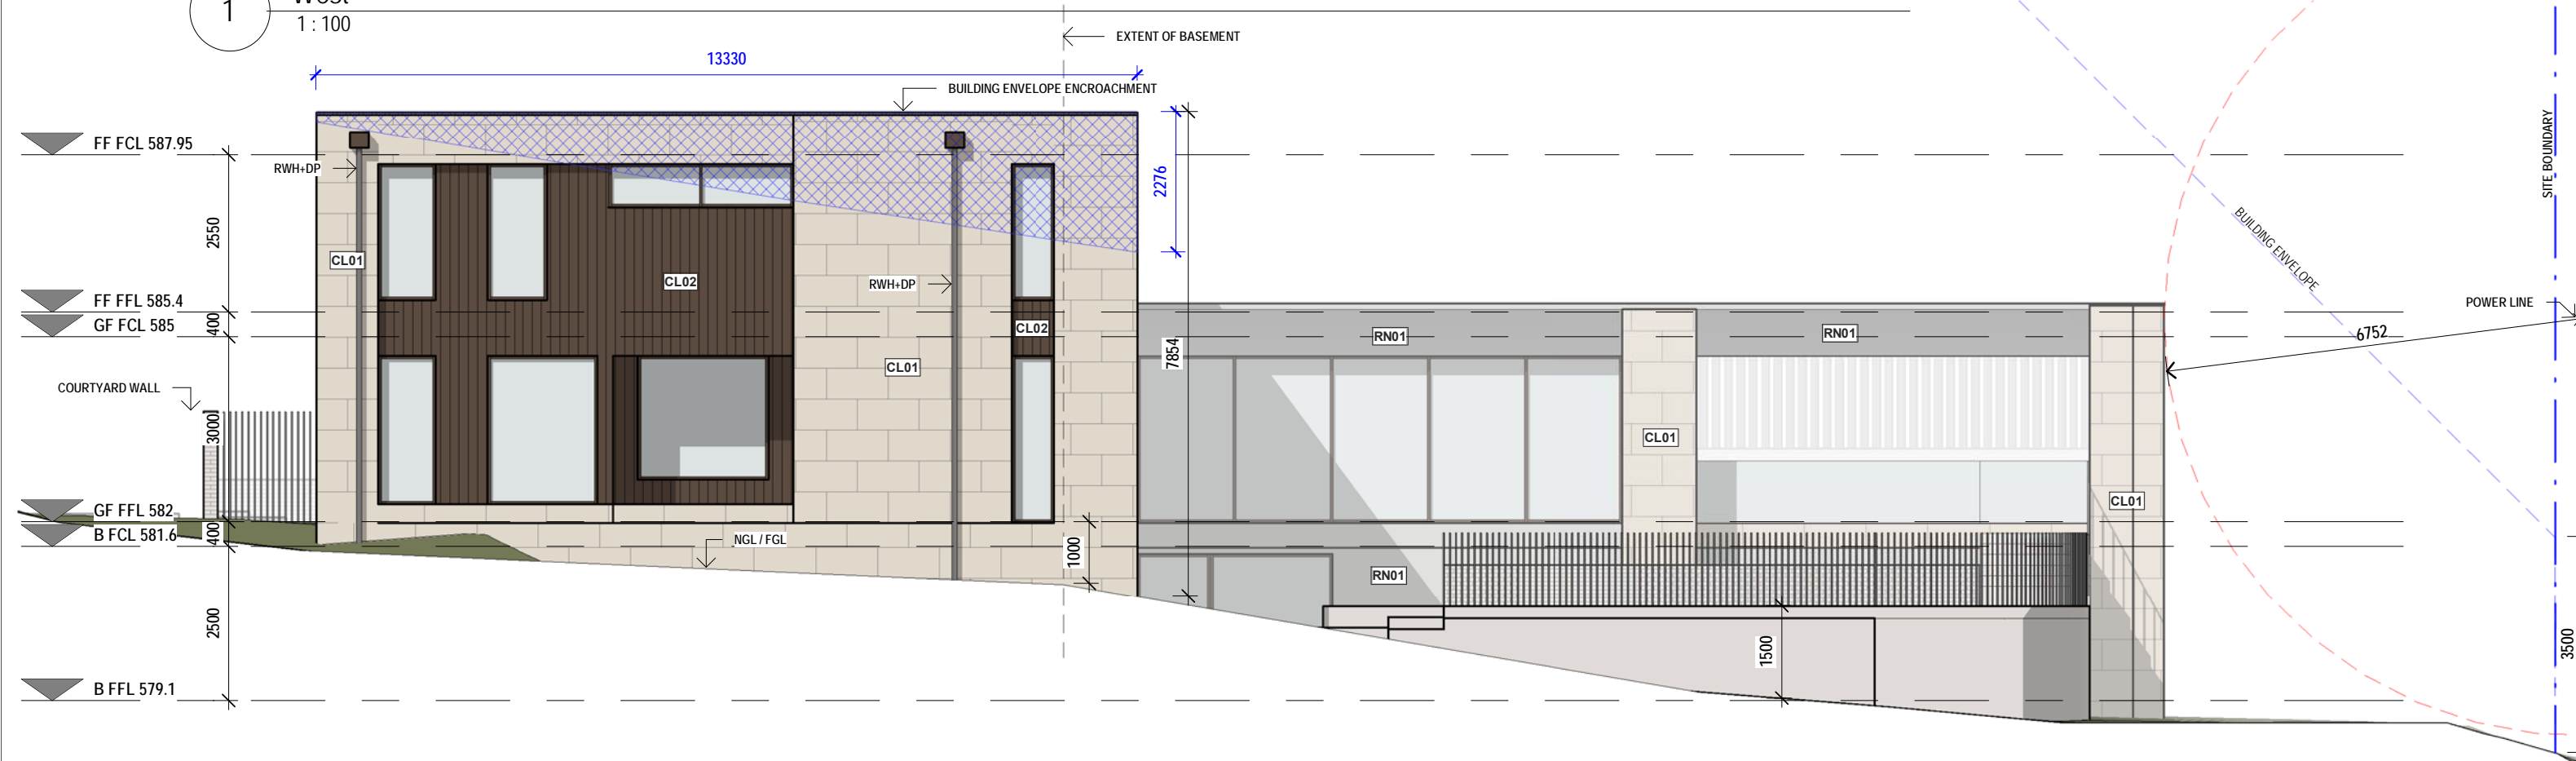 1
West
1 : 100
EXTENT OF BASEMENT
13330
BUILDING ENVELOPE ENCROACHMENT
FF FCL 587.95
RWH+DP
2550
CL01
CL02
RWH+DP
2276
SITE BOUNDARY
BUILDING ENVELOPE
FF FFL 585.4
GF FCL 585
400
CL02
CL01
7854
RN01
RN01
POWER LINE
6752
COURTYARD WALL
3000
CL01
CL01
GF FFL 582
B FCL 581.6
400
NGL / FGL
1000
RN01
2500
1500
3500
B FFL 579.1